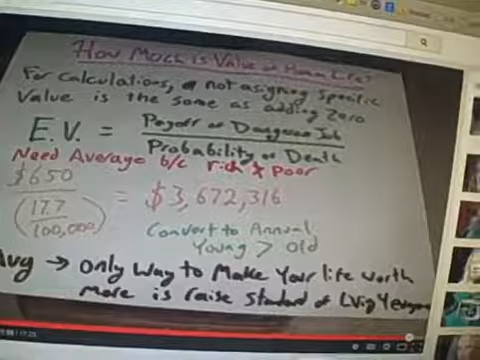 How Much is Value of Human Life?
For Calculations, not assigning Specific
Value is the same as adding Zero
E.V. = Payoff of Dangerous Job
Probability of Death
Need Average b/c rich & poor
$650
(17.7
100,000) = $3,672,316
Convert to Annual
Young > Old
Avg → Only Way to Make Your life worth
More is raise Standard of